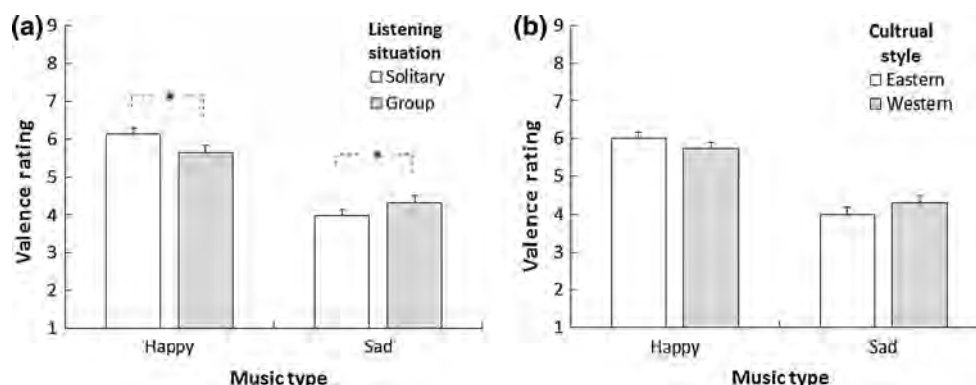 (a)
9
8
7
6
5
4
3
2
1
Valence rating
Listening
situation
Solitary
Group
*
*
Happy
Sad
Music type
(b)
9
8
7
6
5
4
3
2
1
Valence rating
Cultrual
style
Eastern
Western
Happy
Sad
Music type